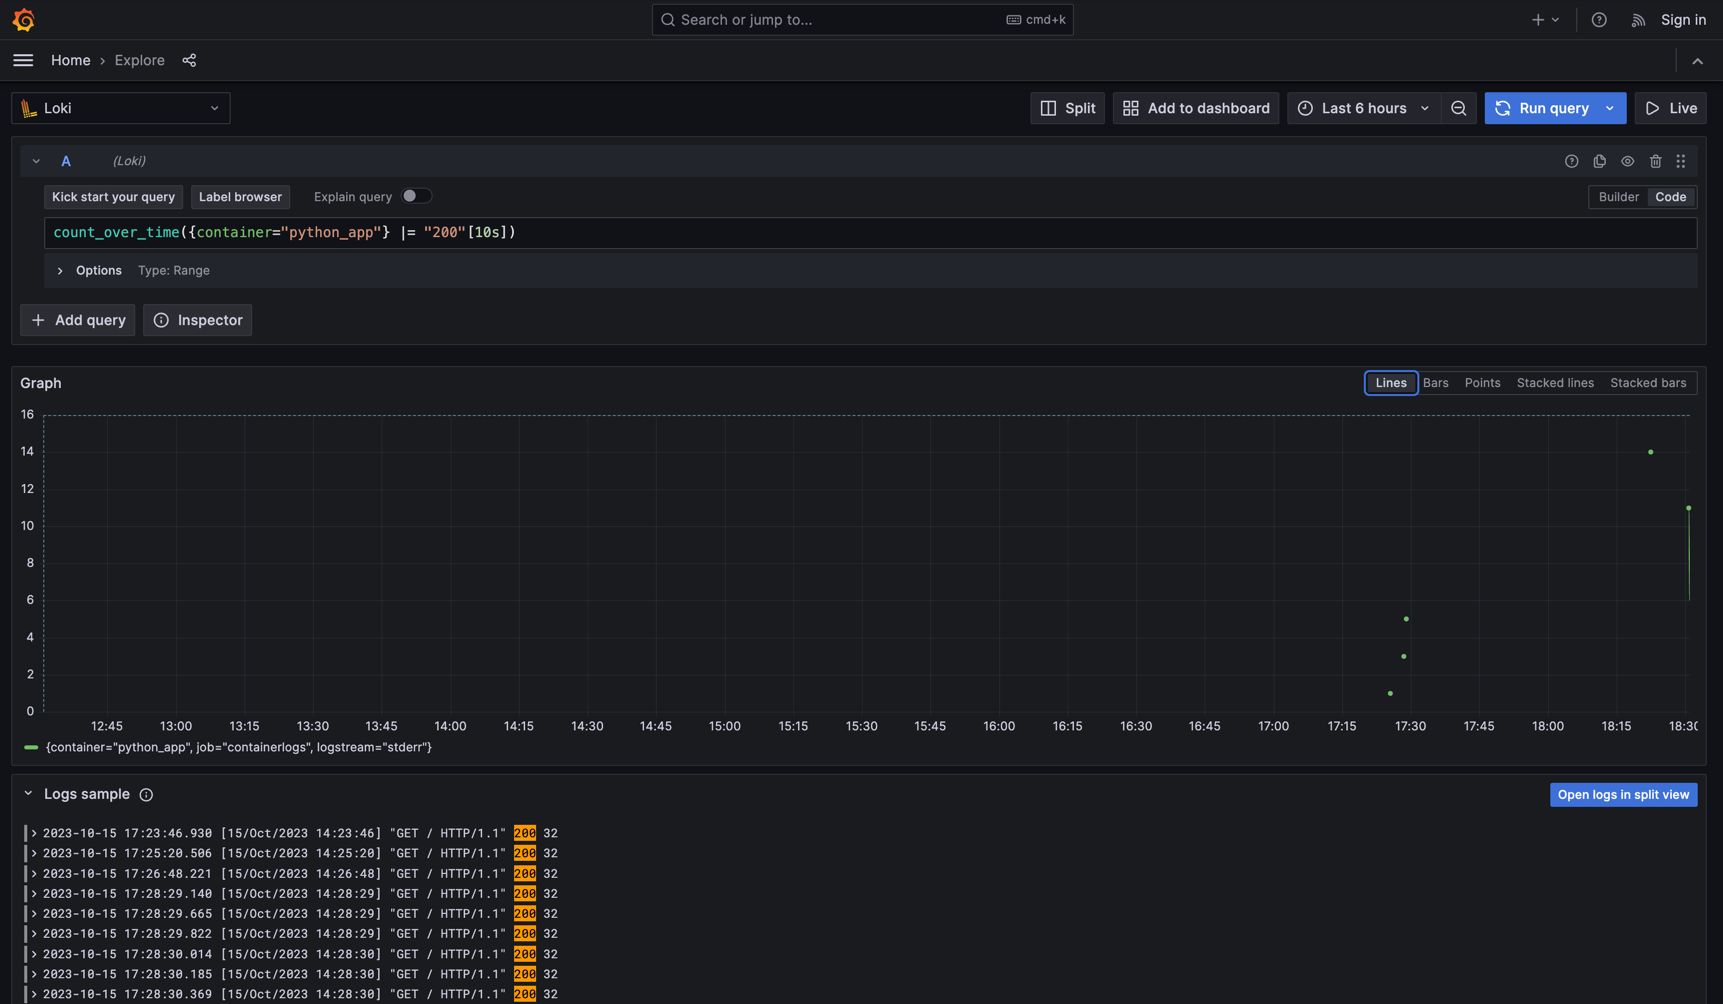 Search or jump to...
cmd+k
Sign in
Home › Explore
Loki
Split
Add to dashboard
Last 6 hours
Run query
Live
A
(Loki)
Kick start your query
Label browser
Explain query
Builder
Code
count_over_time({container="python_app"} |= "200"[10s])
Options
Type: Range
Add query
Inspector
Graph
Lines
Bars
Points
Stacked lines
Stacked bars
16
14
12
10
8
6
4
2
0
12:45 13:00 13:15 13:30 13:45 14:00 14:15 14:30 14:45 15:00 15:15 15:30 15:45 16:00 16:15 16:30 16:45 17:00 17:15 17:30 17:45 18:00 18:15 18:30
{container="python_app", job="containerlogs", logstream="stderr"}
Logs sample
Open logs in split view
2023-10-15 17:23:46.930 [15/Oct/2023 14:23:46] "GET / HTTP/1.1" 200 32
2023-10-15 17:25:20.506 [15/Oct/2023 14:25:20] "GET / HTTP/1.1" 200 32
2023-10-15 17:26:48.221 [15/Oct/2023 14:26:48] "GET / HTTP/1.1" 200 32
2023-10-15 17:28:29.140 [15/Oct/2023 14:28:29] "GET / HTTP/1.1" 200 32
2023-10-15 17:28:29.665 [15/Oct/2023 14:28:29] "GET / HTTP/1.1" 200 32
2023-10-15 17:28:29.822 [15/Oct/2023 14:28:29] "GET / HTTP/1.1" 200 32
2023-10-15 17:28:30.014 [15/Oct/2023 14:28:30] "GET / HTTP/1.1" 200 32
2023-10-15 17:28:30.185 [15/Oct/2023 14:28:30] "GET / HTTP/1.1" 200 32
2023-10-15 17:28:30.369 [15/Oct/2023 14:28:30] "GET / HTTP/1.1" 200 32